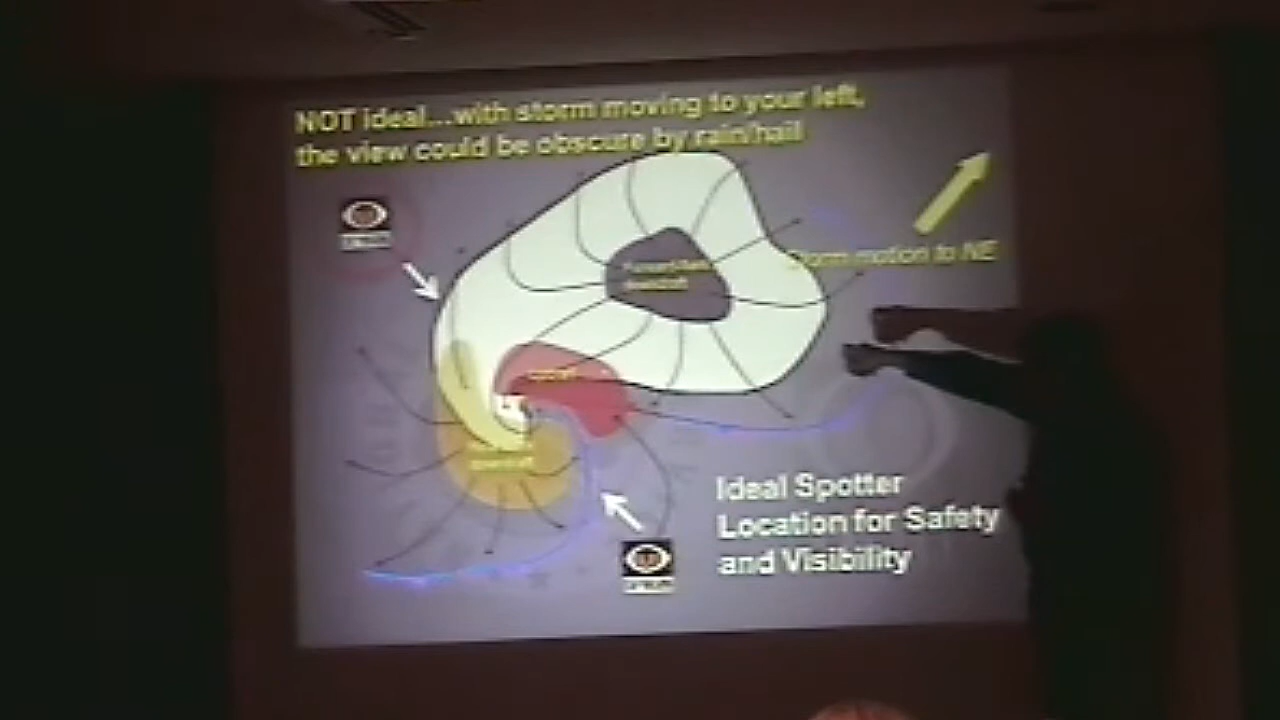 NOT ideal...with storm moving to your left,
the view could be obscure by rain/hail
Storm motion to NE
Ideal Spotter
Location for Safety
and Visibility